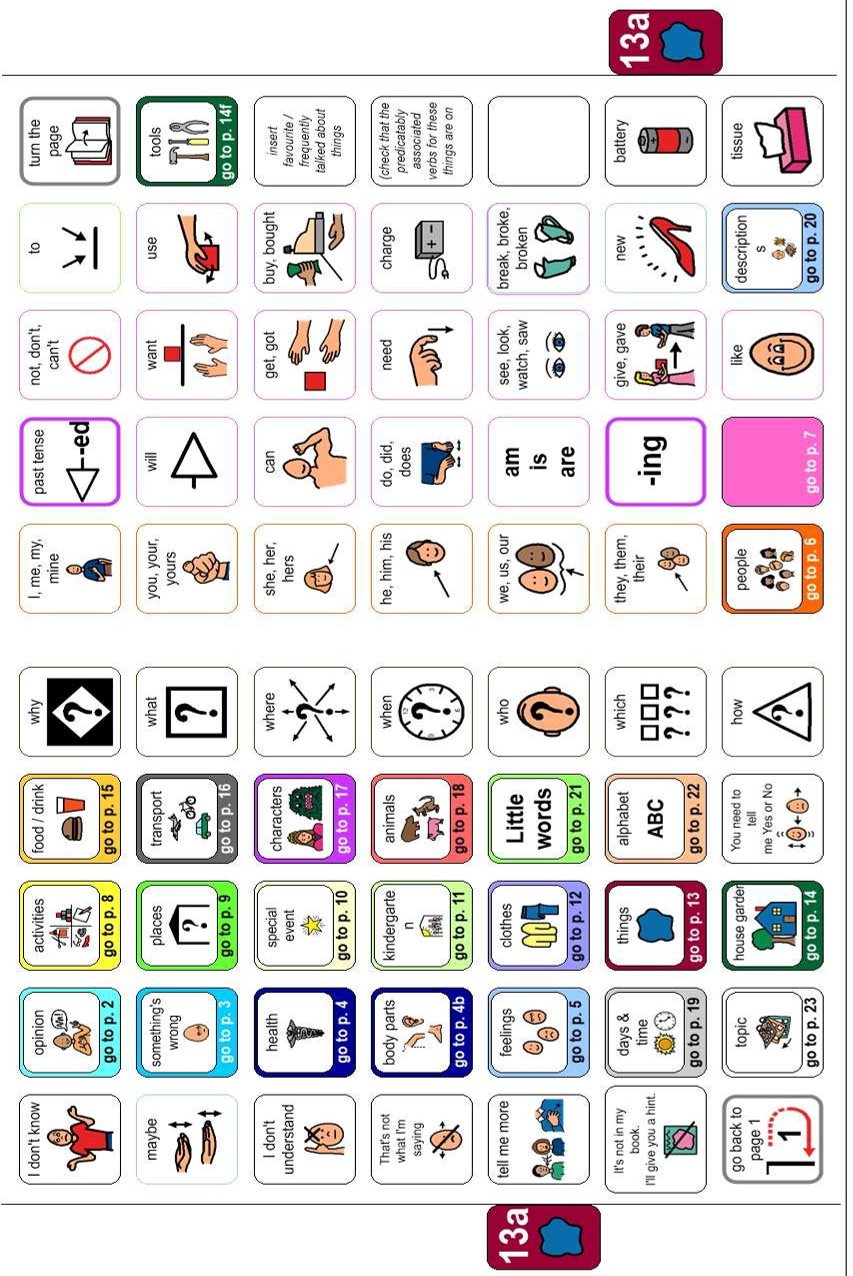 I don't know
opinion
go to p. 2
activities
go to p. 8
food / drink
go to p. 15
why
I, me, my,
mine
past tense
-ed
not, don't,
can't
to
turn the
page
maybe
something's
wrong
go to p. 3
places
?
go to p. 9
transport
go to p. 16
what
?
you, your,
yours
will
want
use
tools
go to p. 14f
I don't
understand
health
go to p. 4
special
event
go to p. 10
characters
go to p. 17
where
?
she, her,
hers
can
get, got
buy, bought
insert
favourite /
frequently
talked about
things
That's not
what I'm
saying
body parts
go to p. 4b
kindergarte
n
go to p. 11
animals
go to p. 18
when
?
he, him, his
do, did,
does
need
charge
+ -
(check that the
predicatably
associated
verbs for these
things are on
13a
tell me more
feelings
go to p. 5
clothes
go to p. 12
Little
words
go to p. 21
who
?
we, us, our
am
is
are
see, look,
watch, saw
break, broke,
broken
It's not in my
book.
I'll give you a hint.
days &
time
go to p. 19
things
go to p. 13
alphabet
ABC
go to p. 22
which
? ? ?
they, them,
their
-ing
give, gave
new
battery
+ -
13a
go back to
page 1
1
topic
go to p. 23
house garden
go to p. 14
You need to
tell
me Yes or No
how
?
people
go to p. 6
go to p. 7
like
description
s
go to p. 20
tissue